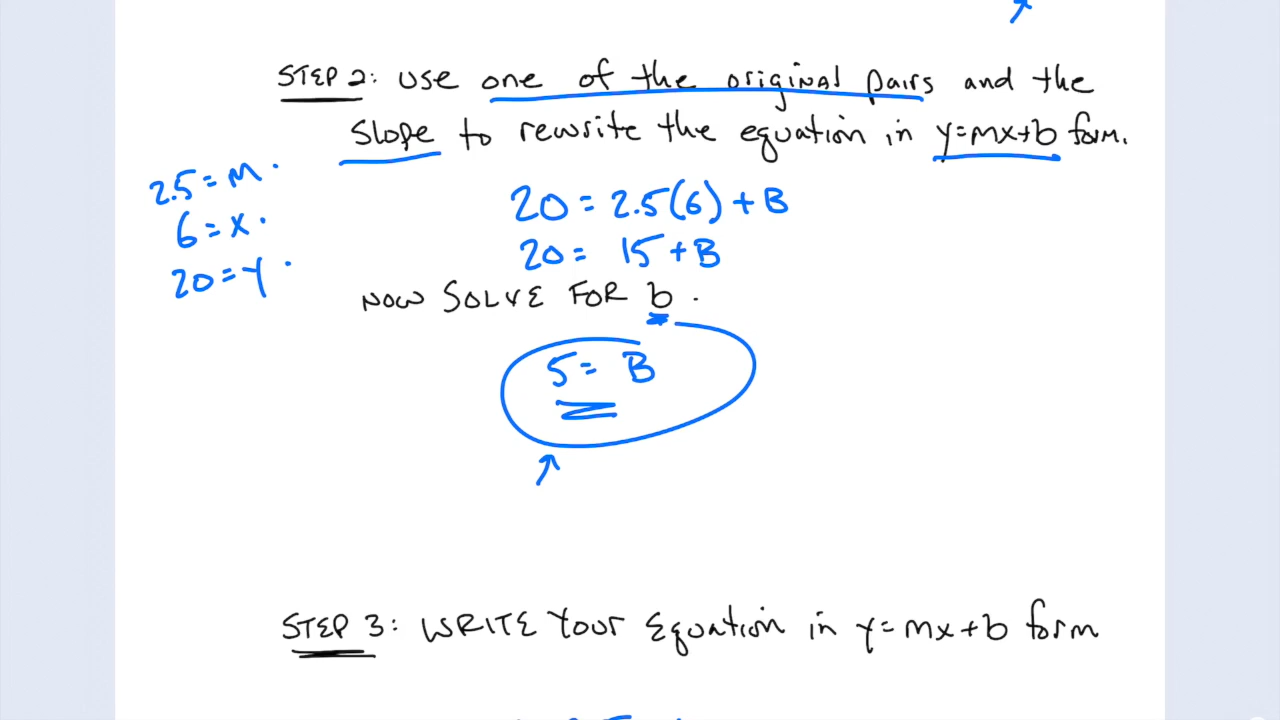 STEP 2: USE one of the original pairs and the
Slope to rewrite the equation in y=mx+b form.
2.5 = M
6 = X
20 = Y
20 = 2.5(6) + B
20 = 15 + B
NOW SOLVE FOR b.
5 = B
STEP 3: WRITE Your Equation in y=mx+b form